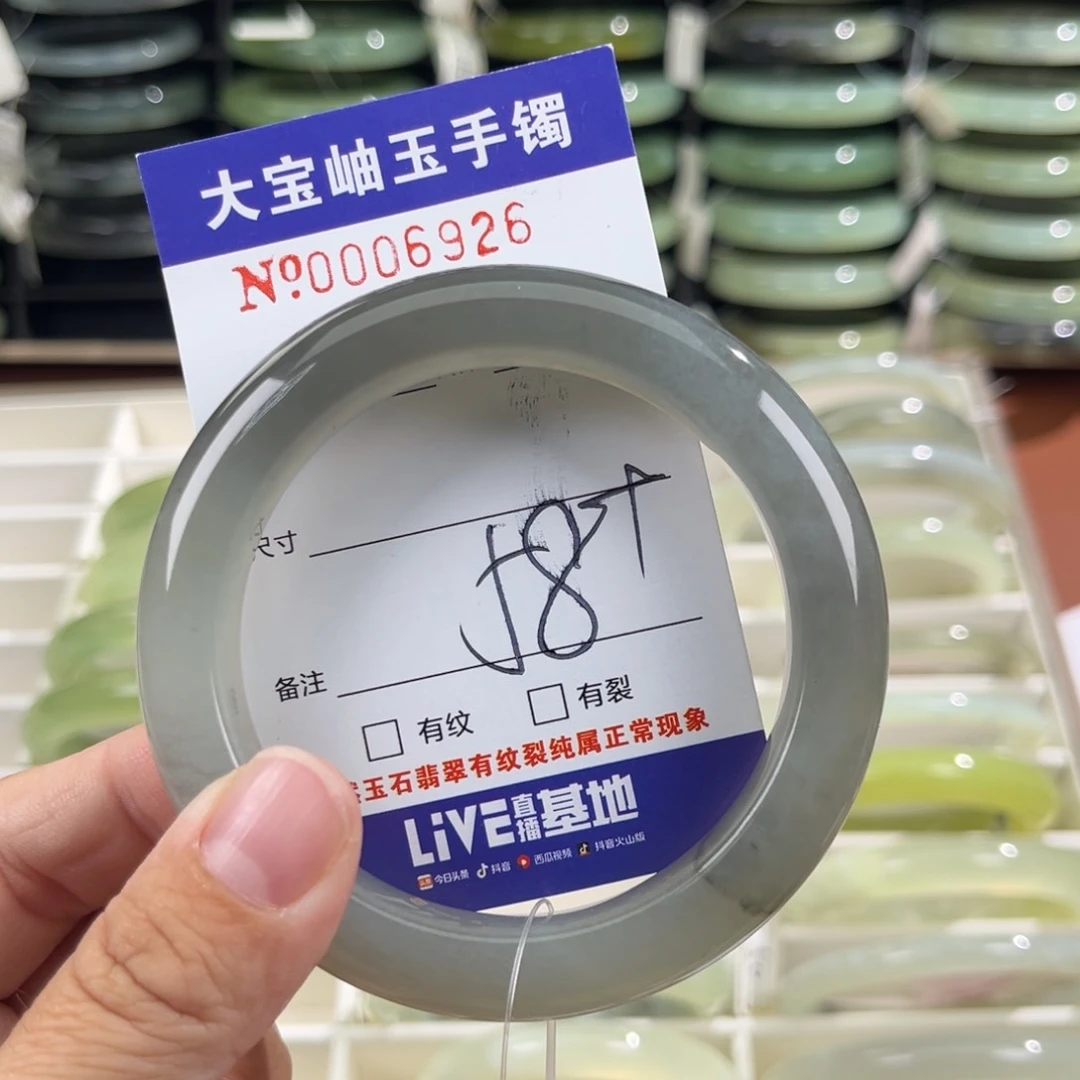 大宝岫玉手镯
Nº0006926
尺寸
58
备注
有纹 有裂
玉石翡翠有纹裂纯属正常现象
LiVE直播基地
今日头条 抖音 西瓜视频 抖音火山版